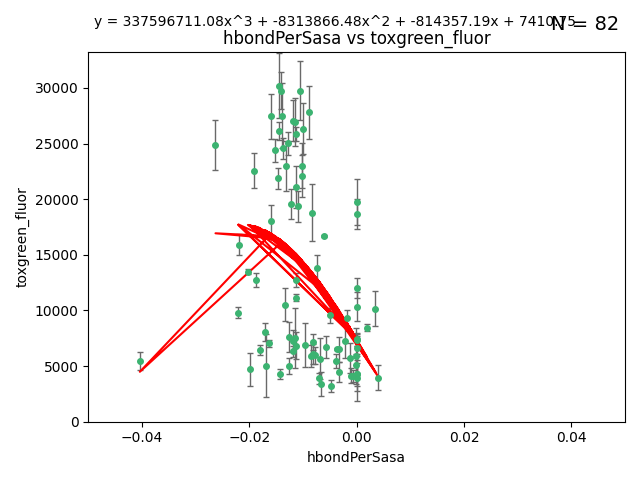 y = 337596711.08x^3 + -8313866.48x^2 + -814357.19x + 7410.75
N = 82
hbondPerSasa vs toxgreen_fluor
toxgreen_fluor
30000
25000
20000
15000
10000
5000
0
−0.04
−0.02
0.00
0.02
0.04
hbondPerSasa